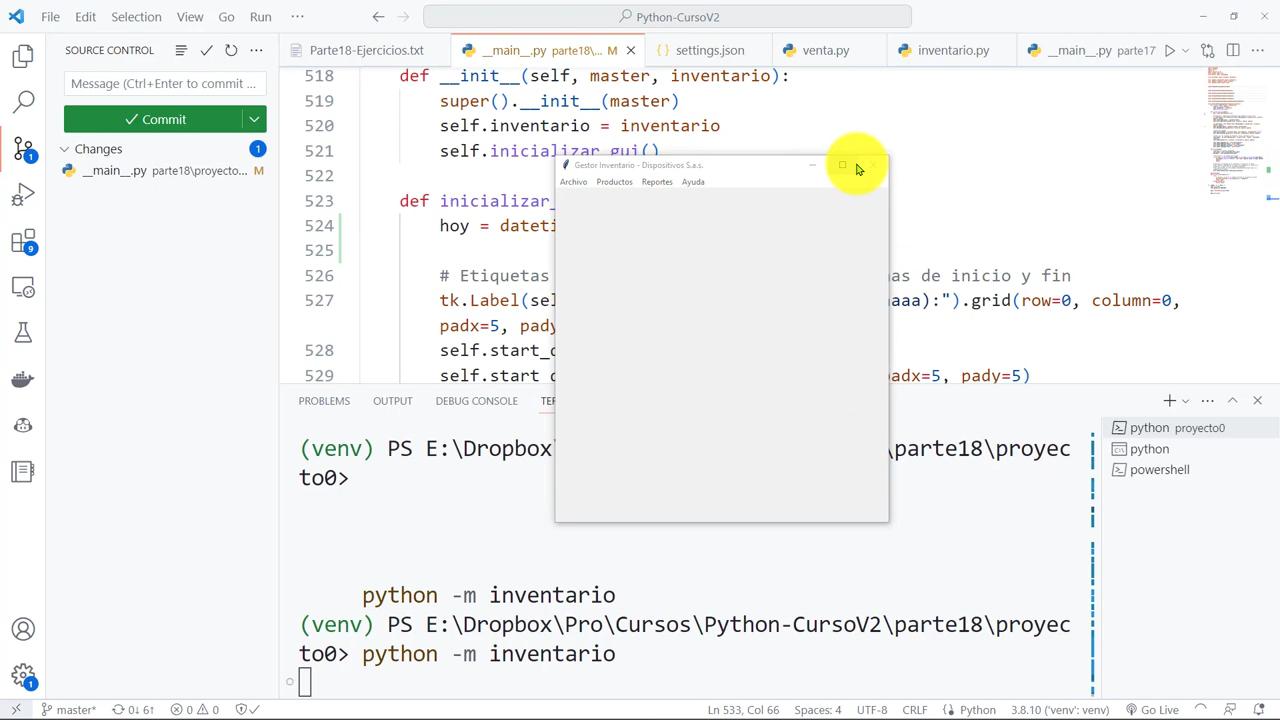 File Edit Selection View Go Run ··· Python-CursoV2
SOURCE CONTROL
Parte18-Ejercicios.txt __main__.py parte18\... M settings.json venta.py inventario.py __main__.py parte17
Message (Ctrl+Enter to commit ...
Commit
Changes 1
__main__.py parte18\proyecto... M
518 def __init__(self, master, inventario):
519 super().__init__(master)
520 self.inventario = inventario
521 self.inicializar_gui()
522
523 def inicializar_
524 hoy = dateti
525
526 # Etiquetas as de inicio y fin
527 tk.Label(sel aaa):").grid(row=0, column=0,
padx=5, pady
528 self.start_d
529 self.start_d adx=5, pady=5)
Gestor Inventario - Dispositivos S.a.s.
Archivo Productos Reportes Ayuda
PROBLEMS OUTPUT DEBUG CONSOLE TER
(venv) PS E:\Dropbox \parte18\proyec
to0>
python -m inventario
(venv) PS E:\Dropbox\Pro\Cursos\Python-CursoV2\parte18\proyec
to0> python -m inventario
python proyecto0
python
powershell
9
1
1
master* 0↓ 6↑ 0 0 Ln 533, Col 66 Spaces: 4 UTF-8 CRLF Python 3.8.10 ('venv': venv) Go Live